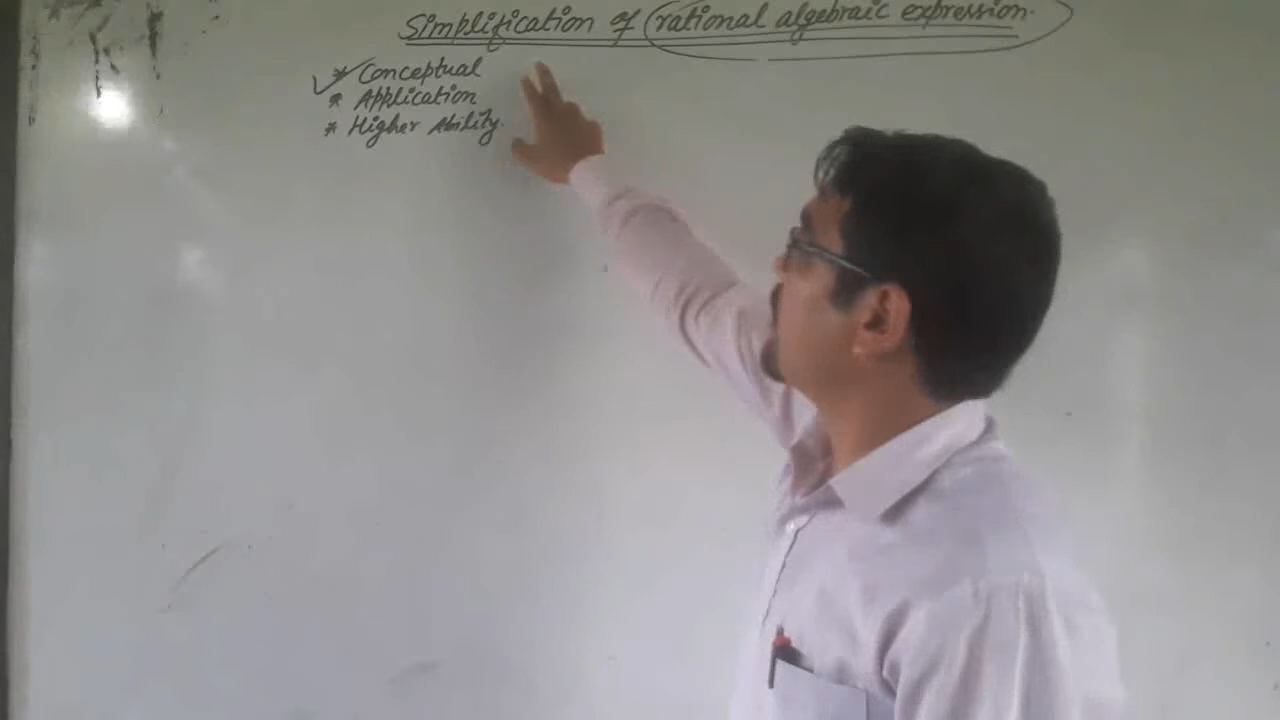 Simplification of rational algebraic expression.
* Conceptual
* Application
* Higher Ability.